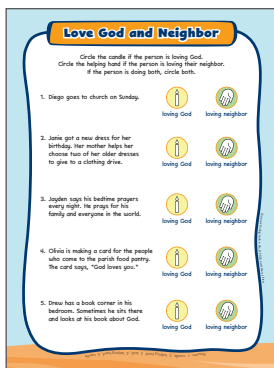 Love God and Neighbor
Circle the candle if the person is loving God.
Circle the helping hand if the person is loving their neighbor.
If the person is doing both, circle both.
1. Diego goes to church on Sunday.
loving God loving neighbor
2. Janie got a new dress for her
birthday. Her mother helps her
choose two of her older dresses
to give to a clothing drive.
loving God loving neighbor
3. Jayden says his bedtime prayers
every night. He prays for his
family and everyone in the world.
loving God loving neighbor
4. Olivia is making a card for the people
who come to the parish food pantry.
The card says, "God loves you."
loving God loving neighbor
5. Drew has a book corner in his
bedroom. Sometimes he sits there
and looks at his book about God.
loving God loving neighbor